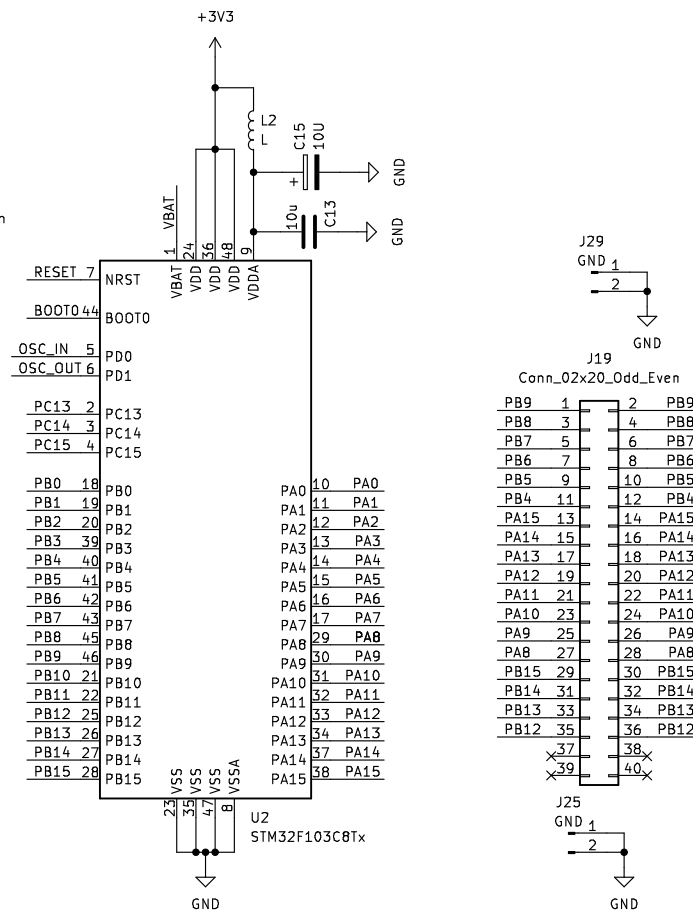 +3V3
L2
L
C15
10U
GND
10u
C13
GND
VBAT
1
24
36
48
9
VBAT
VDD
VDD
VDD
VDDA
RESET 7 NRST
BOOT0 44 BOOT0
OSC_IN 5 PD0
OSC_OUT 6 PD1
PC13 2 PC13
PC14 3 PC14
PC15 4 PC15
PB0 18 PB0 PA0 10 PA0
PB1 19 PB1 PA1 11 PA1
PB2 20 PB2 PA2 12 PA2
PB3 39 PB3 PA3 13 PA3
PB4 40 PB4 PA4 14 PA4
PB5 41 PB5 PA5 15 PA5
PB6 42 PB6 PA6 16 PA6
PB7 43 PB7 PA7 17 PA7
PB8 45 PB8 PA8 29 PA8
PB9 46 PB9 PA9 30 PA9
PB10 21 PB10 PA10 31 PA10
PB11 22 PB11 PA11 32 PA11
PB12 25 PB12 PA12 33 PA12
PB13 26 PB13 PA13 34 PA13
PB14 27 PB14 PA14 37 PA14
PB15 28 PB15 PA15 38 PA15
VSS
VSS
VSS
VSSA
23
35
47
8
U2
STM32F103C8Tx
GND
J29
GND 1
2
GND
J19
Conn_02x20_Odd_Even
PB9 1 2 PB9
PB8 3 4 PB8
PB7 5 6 PB7
PB6 7 8 PB6
PB5 9 10 PB5
PB4 11 12 PB4
PA15 13 14 PA15
PA14 15 16 PA14
PA13 17 18 PA13
PA12 19 20 PA12
PA11 21 22 PA11
PA10 23 24 PA10
PA9 25 26 PA9
PA8 27 28 PA8
PB15 29 30 PB15
PB14 31 32 PB14
PB13 33 34 PB13
PB12 35 36 PB12
37 38
39 40
J25
GND 1
2
GND